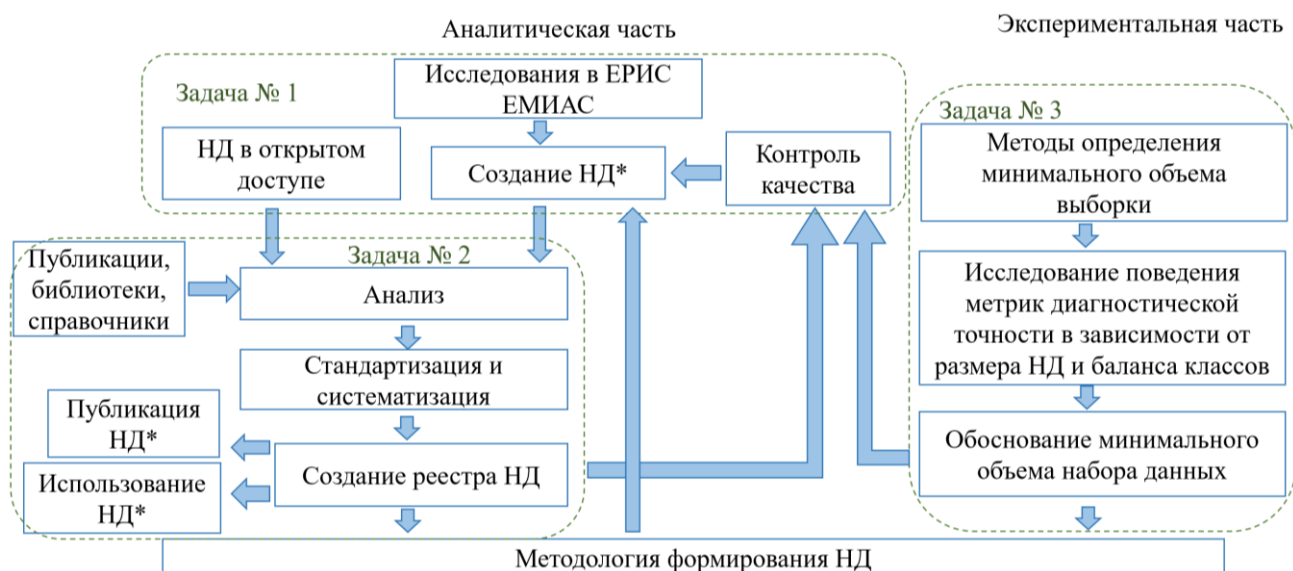 Аналитическая часть
Экспериментальная часть
Задача № 1
Исследования в ЕРИС
ЕМИАС
НД в открытом
доступе
Создание НД*
Контроль
качества
Задача № 2
Публикации,
библиотеки,
справочники
Анализ
Стандартизация и
систематизация
Публикация
НД*
Использование
НД*
Создание реестра НД
Задача № 3
Методы определения
минимального объема
выборки
Исследование поведения
метрик диагностической
точности в зависимости от
размера НД и баланса классов
Обоснование минимального
объема набора данных
Методология формирования НД